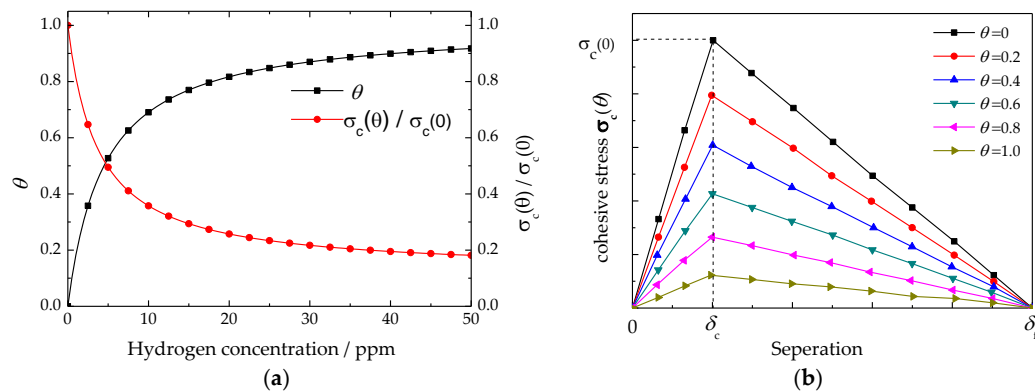 1.0
0.8
0.6
0.4
0.2
0.0
θ
θ
σc(θ) / σc(0)
1.0
0.8
0.6
0.4
0.2
0.0
σc(θ) / σc(0)
0 10 20 30 40 50
Hydrogen concentration / ppm
(a)
σc(0)
cohesive stress σc(θ)
θ=0
θ=0.2
θ=0.4
θ=0.6
θ=0.8
θ=1.0
0 δc
Seperation
(b)